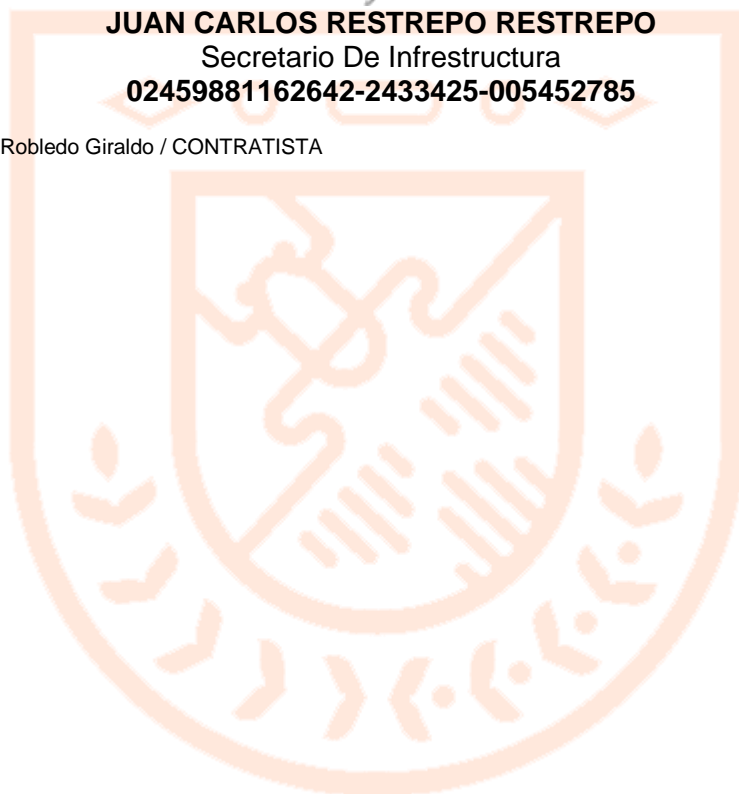 JUAN CARLOS RESTREPO RESTREPO
Secretario De Infrestructura
02459881162642-2433425-005452785
Robledo Giraldo / CONTRATISTA